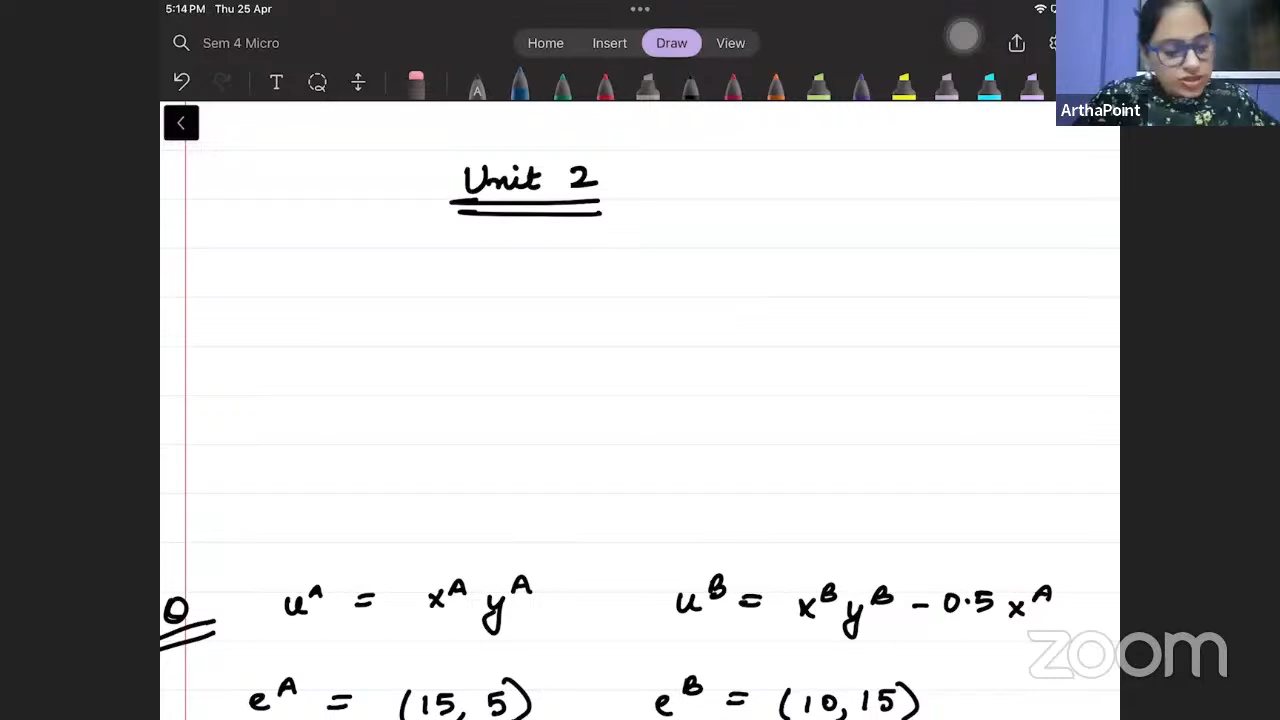 5:14 PM Thu 25 Apr
Sem 4 Micro
Home Insert Draw View
T
A
ArthaPoint
Unit 2
Q u^A = x^A y^A u^B = x^B y^B - 0.5 x^A
zoom
e^A = (15, 5) e^B = (10, 15)